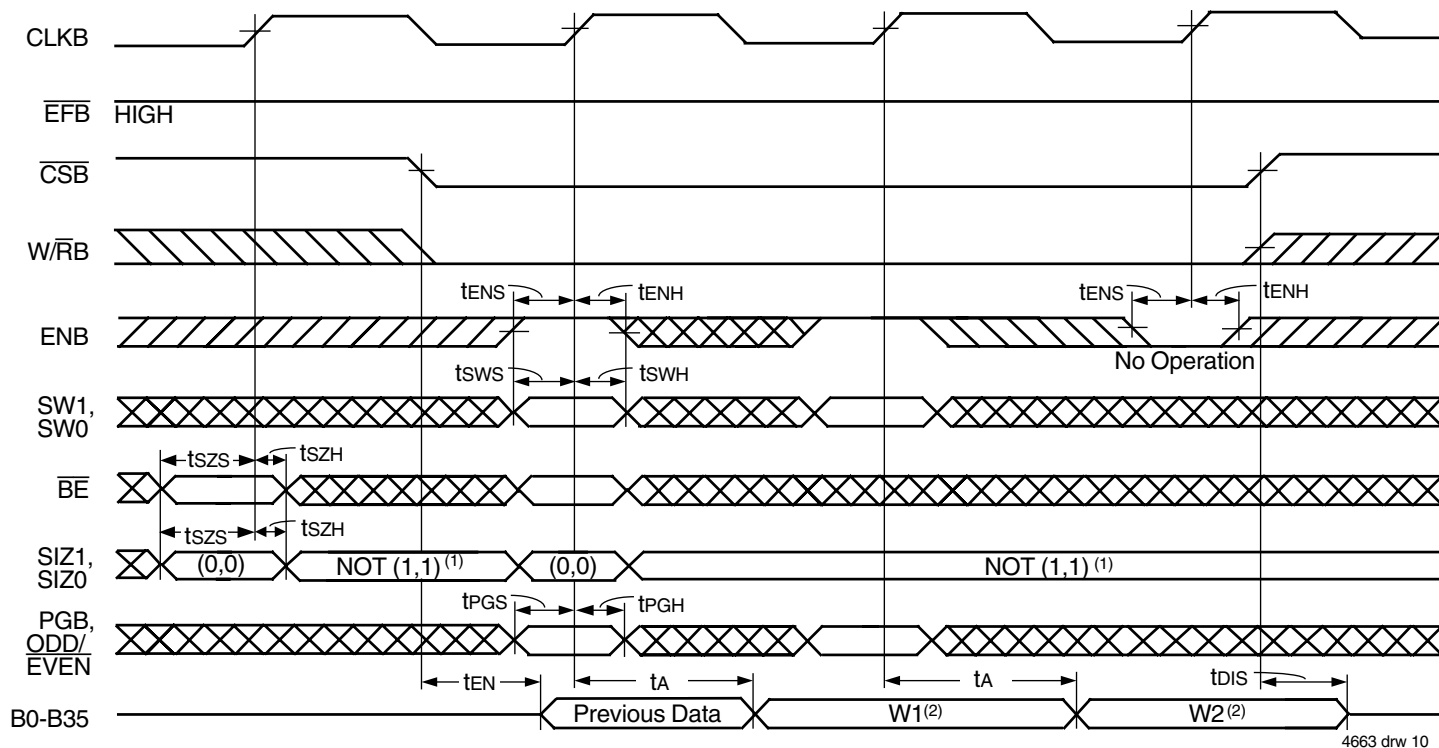 CLKB
EFB HIGH
CSB
W/RB
tENS tENH tENS tENH
ENB
No Operation
tSWS tSWH
SW1,
SW0
tSZS tSZH
BE
tSZS tSZH
SIZ1,
SIZ0
(0,0) NOT (1,1) (1) (0,0) NOT (1,1) (1)
tPGS tPGH
PGB,
ODD/
EVEN
tEN tA tA tDIS
B0-B35 Previous Data W1(2) W2(2)
4663 drw 10